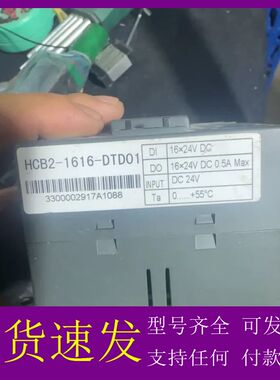 HCB2-1616-DTD01
3300002917A1088
DI 16×24V DC
DO 16×24V DC 0.5A Max
INPUT DC 24V
Ta 0.....+55°C
货速发
型号齐全 可发
支持任何 付款